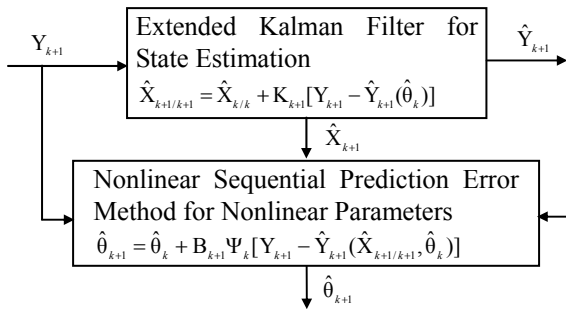 Y_{k+1}
Extended Kalman Filter for
State Estimation
X̂_{k+1/k+1} = X̂_{k/k} + K_{k+1}[Y_{k+1} − Ŷ_{k+1}(θ̂_k)]
Ŷ_{k+1}
X̂_{k+1}
Nonlinear Sequential Prediction Error
Method for Nonlinear Parameters
θ̂_{k+1} = θ̂_k + B_{k+1}Ψ_k[Y_{k+1} − Ŷ_{k+1}(X̂_{k+1/k+1}, θ̂_k)]
θ̂_{k+1}